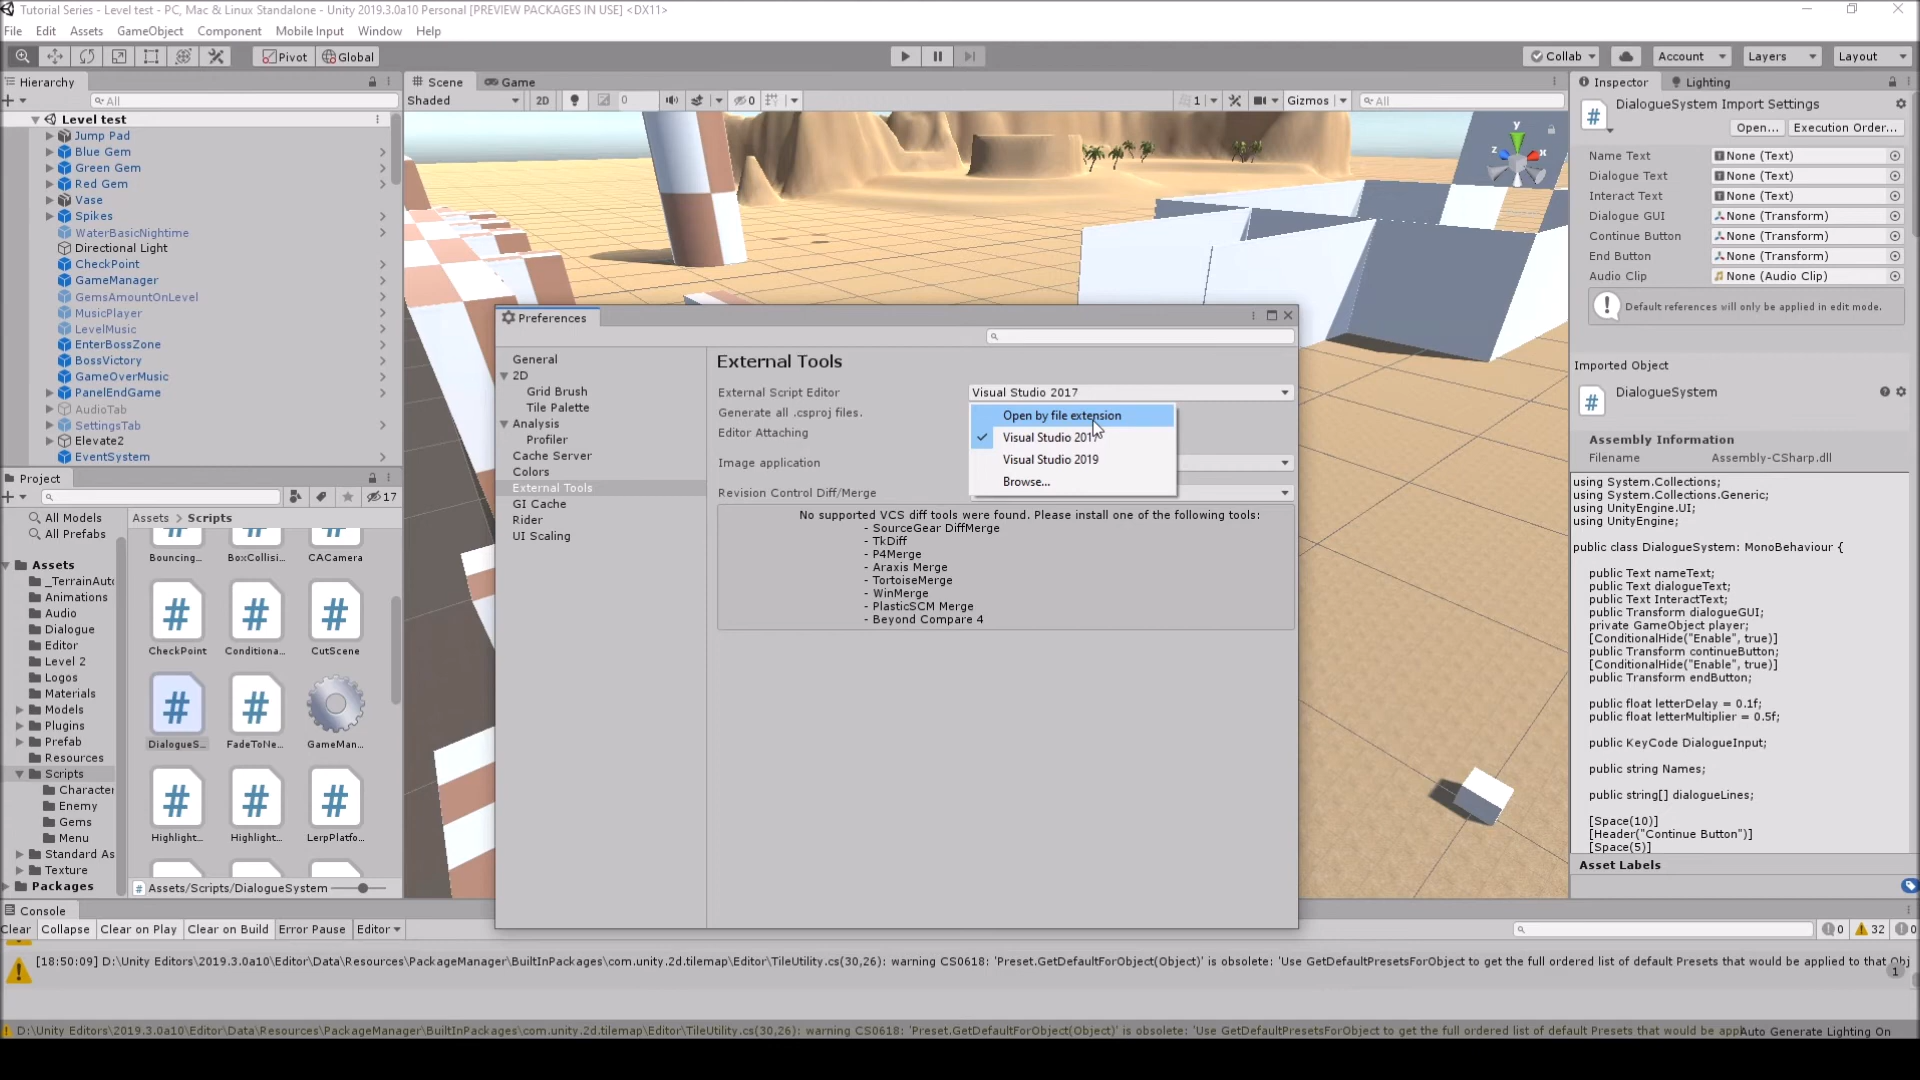 Tutorial Series - Level test - PC, Mac & Linux Standalone - Unity 2019.3.0a10 Personal [PREVIEW PACKAGES IN USE] <DX11>
File Edit Assets GameObject Component Mobile Input Window Help
Pivot Global Collab Account Layers Layout
Hierarchy
All
Level test
Jump Pad
Blue Gem
Green Gem
Red Gem
Vase
Spikes
WaterBasicNightime
Directional Light
CheckPoint
GameManager
GemsAmountOnLevel
MusicPlayer
LevelMusic
EnterBossZone
BossVictory
GameOverMusic
PanelEndGame
AudioTab
SettingsTab
Elevate2
EventSystem
Scene Game
Shaded 2D 0 0 1 Gizmos All
y
z x
Preferences
General
2D
Grid Brush
Tile Palette
Analysis
Profiler
Cache Server
Colors
External Tools
GI Cache
Rider
UI Scaling
External Tools
External Script Editor Visual Studio 2017
Generate all .csproj files.
Editor Attaching
Image application
Revision Control Diff/Merge
Open by file extension
Visual Studio 2017
Visual Studio 2019
Browse...
No supported VCS diff tools were found. Please install one of the following tools:
- SourceGear DiffMerge
- TkDiff
- P4Merge
- Araxis Merge
- TortoiseMerge
- WinMerge
- PlasticSCM Merge
- Beyond Compare 4
Inspector Lighting
DialogueSystem Import Settings
Open... Execution Order...
Name Text None (Text)
Dialogue Text None (Text)
Interact Text None (Text)
Dialogue GUI None (Transform)
Continue Button None (Transform)
End Button None (Transform)
Audio Clip None (Audio Clip)
Default references will only be applied in edit mode.
Imported Object
DialogueSystem
Assembly Information
Filename Assembly-CSharp.dll
using System.Collections;
using System.Collections.Generic;
using UnityEngine.UI;
using UnityEngine;
public class DialogueSystem: MonoBehaviour {
public Text nameText;
public Text dialogueText;
public Text InteractText;
public Transform dialogueGUI;
private GameObject player;
[ConditionalHide("Enable", true)]
public Transform continueButton;
[ConditionalHide("Enable", true)]
public Transform endButton;
public float letterDelay = 0.1f;
public float letterMultiplier = 0.5f;
public KeyCode DialogueInput;
public string Names;
public string[] dialogueLines;
[Space(10)]
[Header("Continue Button")]
[Space(5)]
Asset Labels
Project
17
All Models
All Prefabs
Assets
_TerrainAuto
Animations
Audio
Dialogue
Editor
Level 2
Logos
Materials
Models
Plugins
Prefab
Resources
Scripts
Character
Enemy
Gems
Menu
Standard As
Texture
Packages
Assets > Scripts
Bouncing... BoxCollisi... CACamera
CheckPoint Conditiona... CutScene
DialogueS... FadeToNe... GameMan...
Highlight... Highlight... LerpPlatfo...
Assets/Scripts/DialogueSystem
Console
Clear Collapse Clear on Play Clear on Build Error Pause Editor 0 32 0
[18:50:09] D:\Unity Editors\2019.3.0a10\Editor\Data\Resources\PackageManager\BuiltInPackages\com.unity.2d.tilemap\Editor\TileUtility.cs(30,26): warning CS0618: 'Preset.GetDefaultForObject(Object)' is obsolete: 'Use GetDefaultPresetsForObject to get the full ordered list of default Presets that would be applied to that Obj
1
D:\Unity Editors\2019.3.0a10\Editor\Data\Resources\PackageManager\BuiltInPackages\com.unity.2d.tilemap\Editor\TileUtility.cs(30,26): warning CS0618: 'Preset.GetDefaultForObject(Object)' is obsolete: 'Use GetDefaultPresetsForObject to get the full ordered list of default Presets that would be appl Auto Generate Lighting On